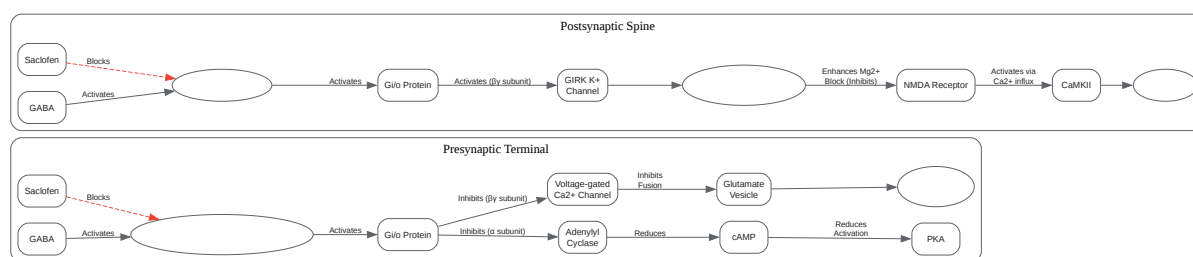 Postsynaptic Spine
Saclofen
Blocks
GABA
Activates
Activates
Gi/o Protein
Activates (βγ subunit)
GIRK K+
Channel
Enhances Mg2+
Block (Inhibits)
NMDA Receptor
Activates via
Ca2+ influx
CaMKII
Presynaptic Terminal
Saclofen
Blocks
GABA
Activates
Activates
Gi/o Protein
Inhibits (βγ subunit)
Voltage-gated
Ca2+ Channel
Inhibits
Fusion
Glutamate
Vesicle
Inhibits (α subunit)
Adenylyl
Cyclase
Reduces
cAMP
Reduces
Activation
PKA